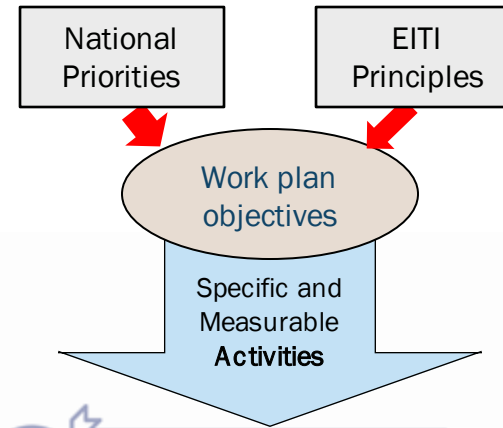 National
Priorities
EITI
Principles
Work plan
objectives
Specific and
Measurable
Activities